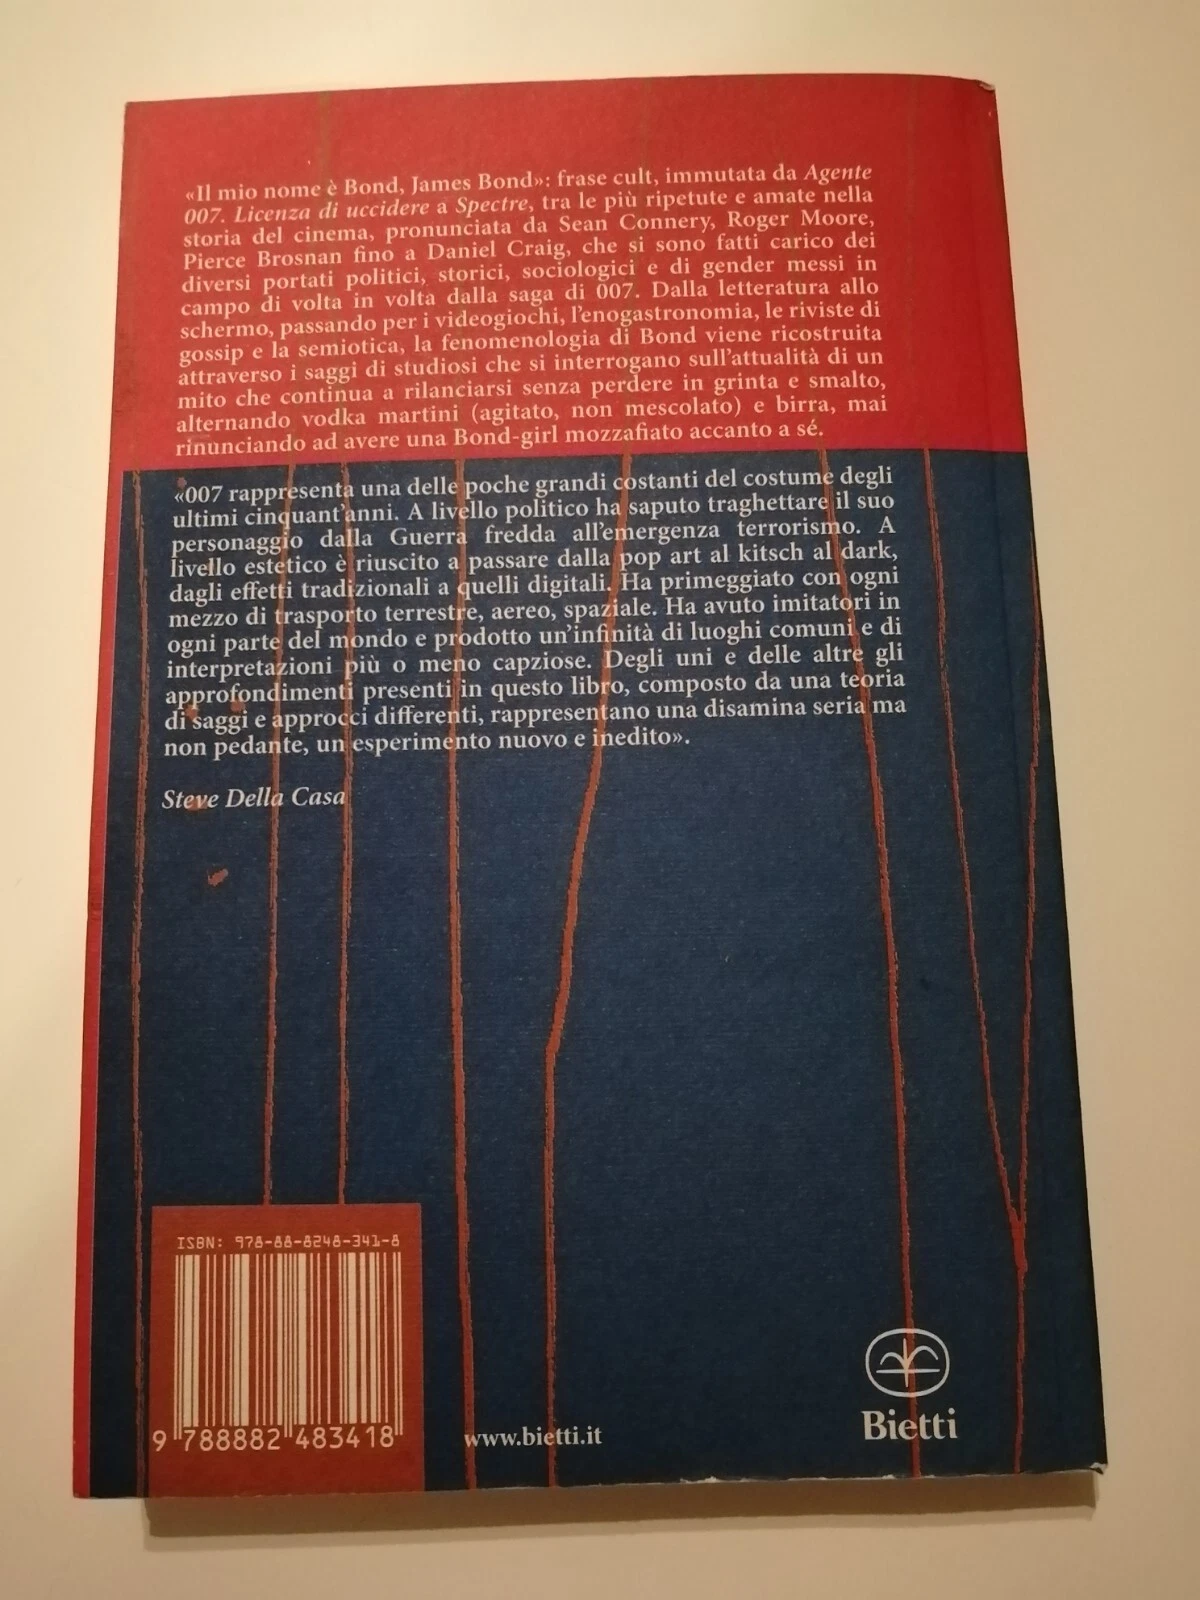 «Il mio nome è Bond, James Bond»: frase cult, immutata da Agente
007. Licenza di uccidere a Spectre, tra le più ripetute e amate nella
storia del cinema, pronunciata da Sean Connery, Roger Moore,
Pierce Brosnan fino a Daniel Craig, che si sono fatti carico dei
diversi portati politici, storici, sociologici e di gender messi in
campo di volta in volta dalla saga di 007. Dalla letteratura allo
schermo, passando per i videogiochi, l'enogastronomia, le riviste di
gossip e la semiotica, la fenomenologia di Bond viene ricostruita
attraverso i saggi di studiosi che si interrogano sull'attualità di un
mito che continua a rilanciarsi senza perdere in grinta e smalto,
alternando vodka martini (agitato, non mescolato) e birra, mai
rinunciando ad avere una Bond-girl mozzafiato accanto a sé.
«007 rappresenta una delle poche grandi costanti del costume degli
ultimi cinquant'anni. A livello politico ha saputo traghettare il suo
personaggio dalla Guerra fredda all'emergenza terrorismo. A
livello estetico è riuscito a passare dalla pop art al kitsch al dark,
dagli effetti tradizionali a quelli digitali. Ha primeggiato con ogni
mezzo di trasporto terrestre, aereo, spaziale. Ha avuto imitatori in
ogni parte del mondo e prodotto un'infinità di luoghi comuni e di
interpretazioni più o meno capziose. Degli uni e delle altre gli
approfondimenti presenti in questo libro, composto da una teoria
di saggi e approcci differenti, rappresentano una disamina seria ma
non pedante, un esperimento nuovo e inedito».
Steve Della Casa
ISBN: 978-88-8248-341-8
9 788882 483418
www.bietti.it
Bietti